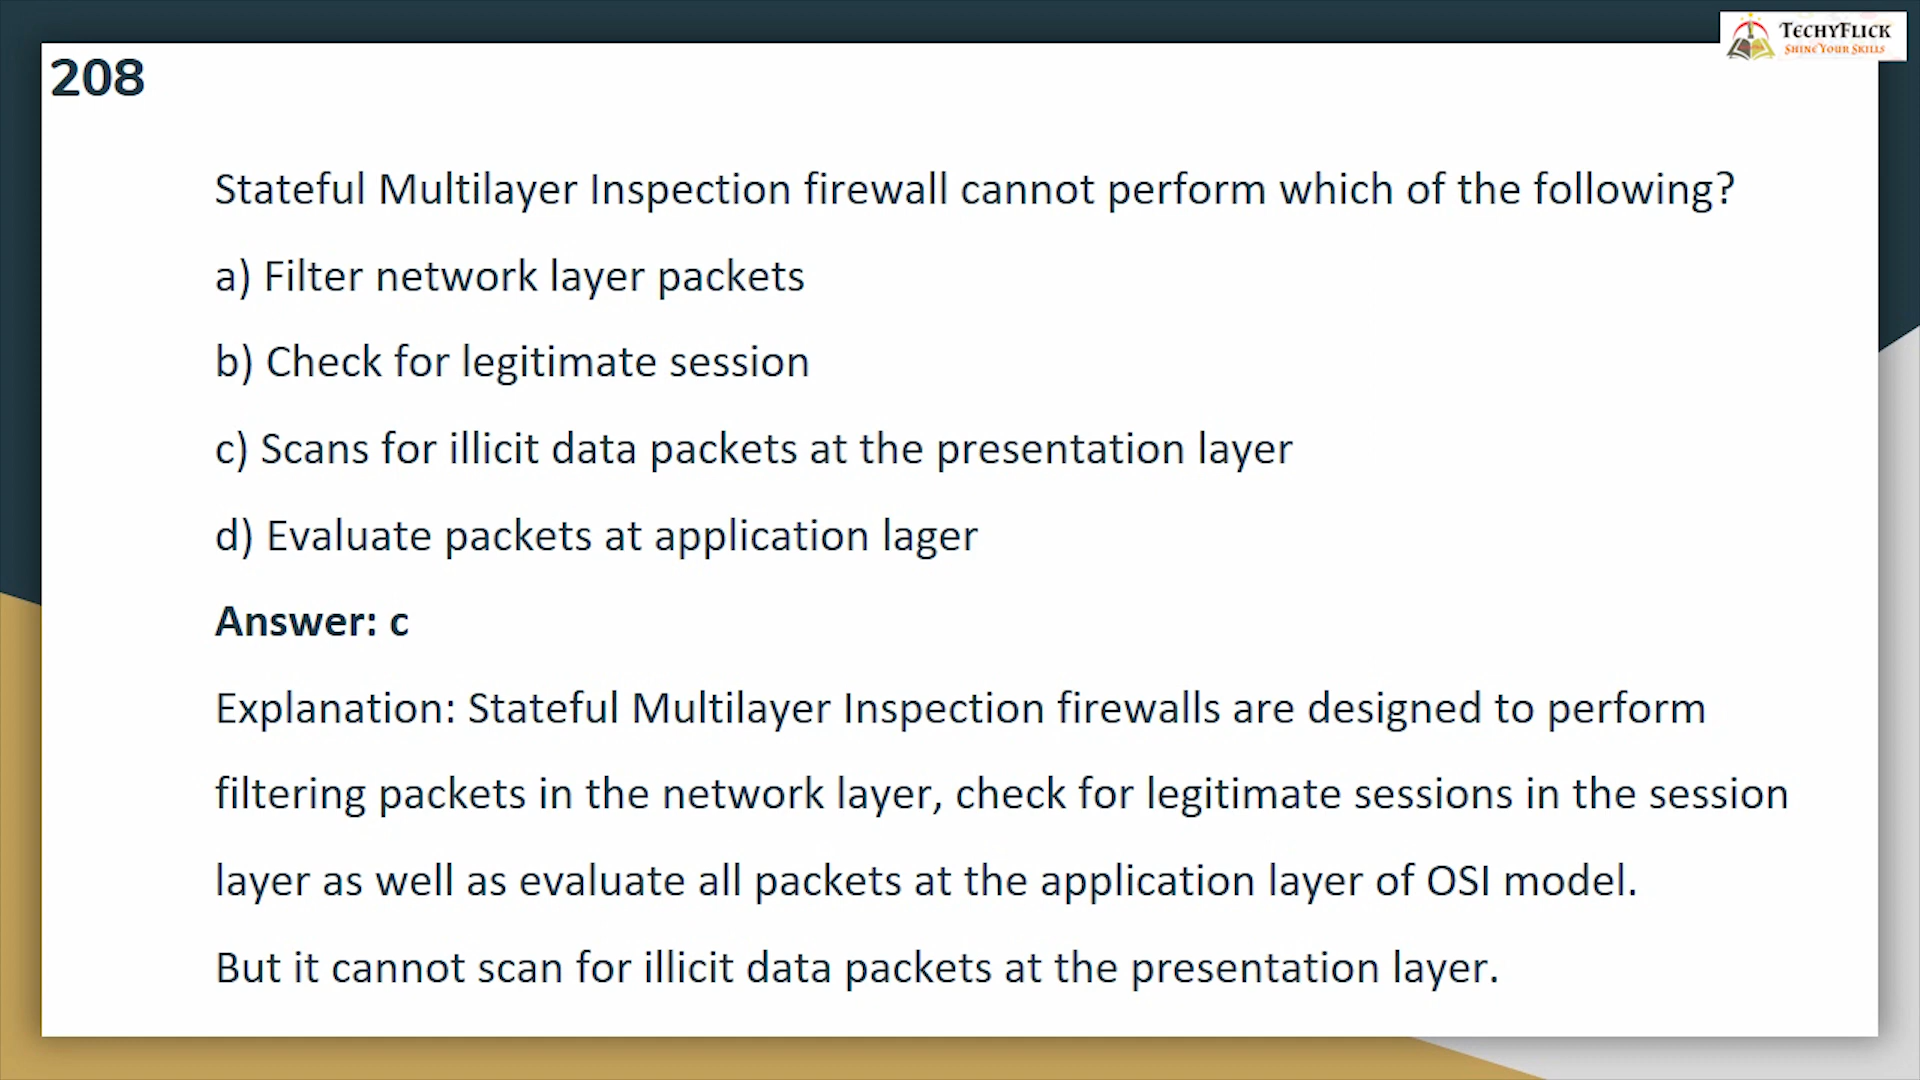 TECHYFLICK
SHINE YOUR SKILLS
208
Stateful Multilayer Inspection firewall cannot perform which of the following?
a) Filter network layer packets
b) Check for legitimate session
c) Scans for illicit data packets at the presentation layer
d) Evaluate packets at application lager
Answer: c
Explanation: Stateful Multilayer Inspection firewalls are designed to perform
filtering packets in the network layer, check for legitimate sessions in the session
layer as well as evaluate all packets at the application layer of OSI model.
But it cannot scan for illicit data packets at the presentation layer.